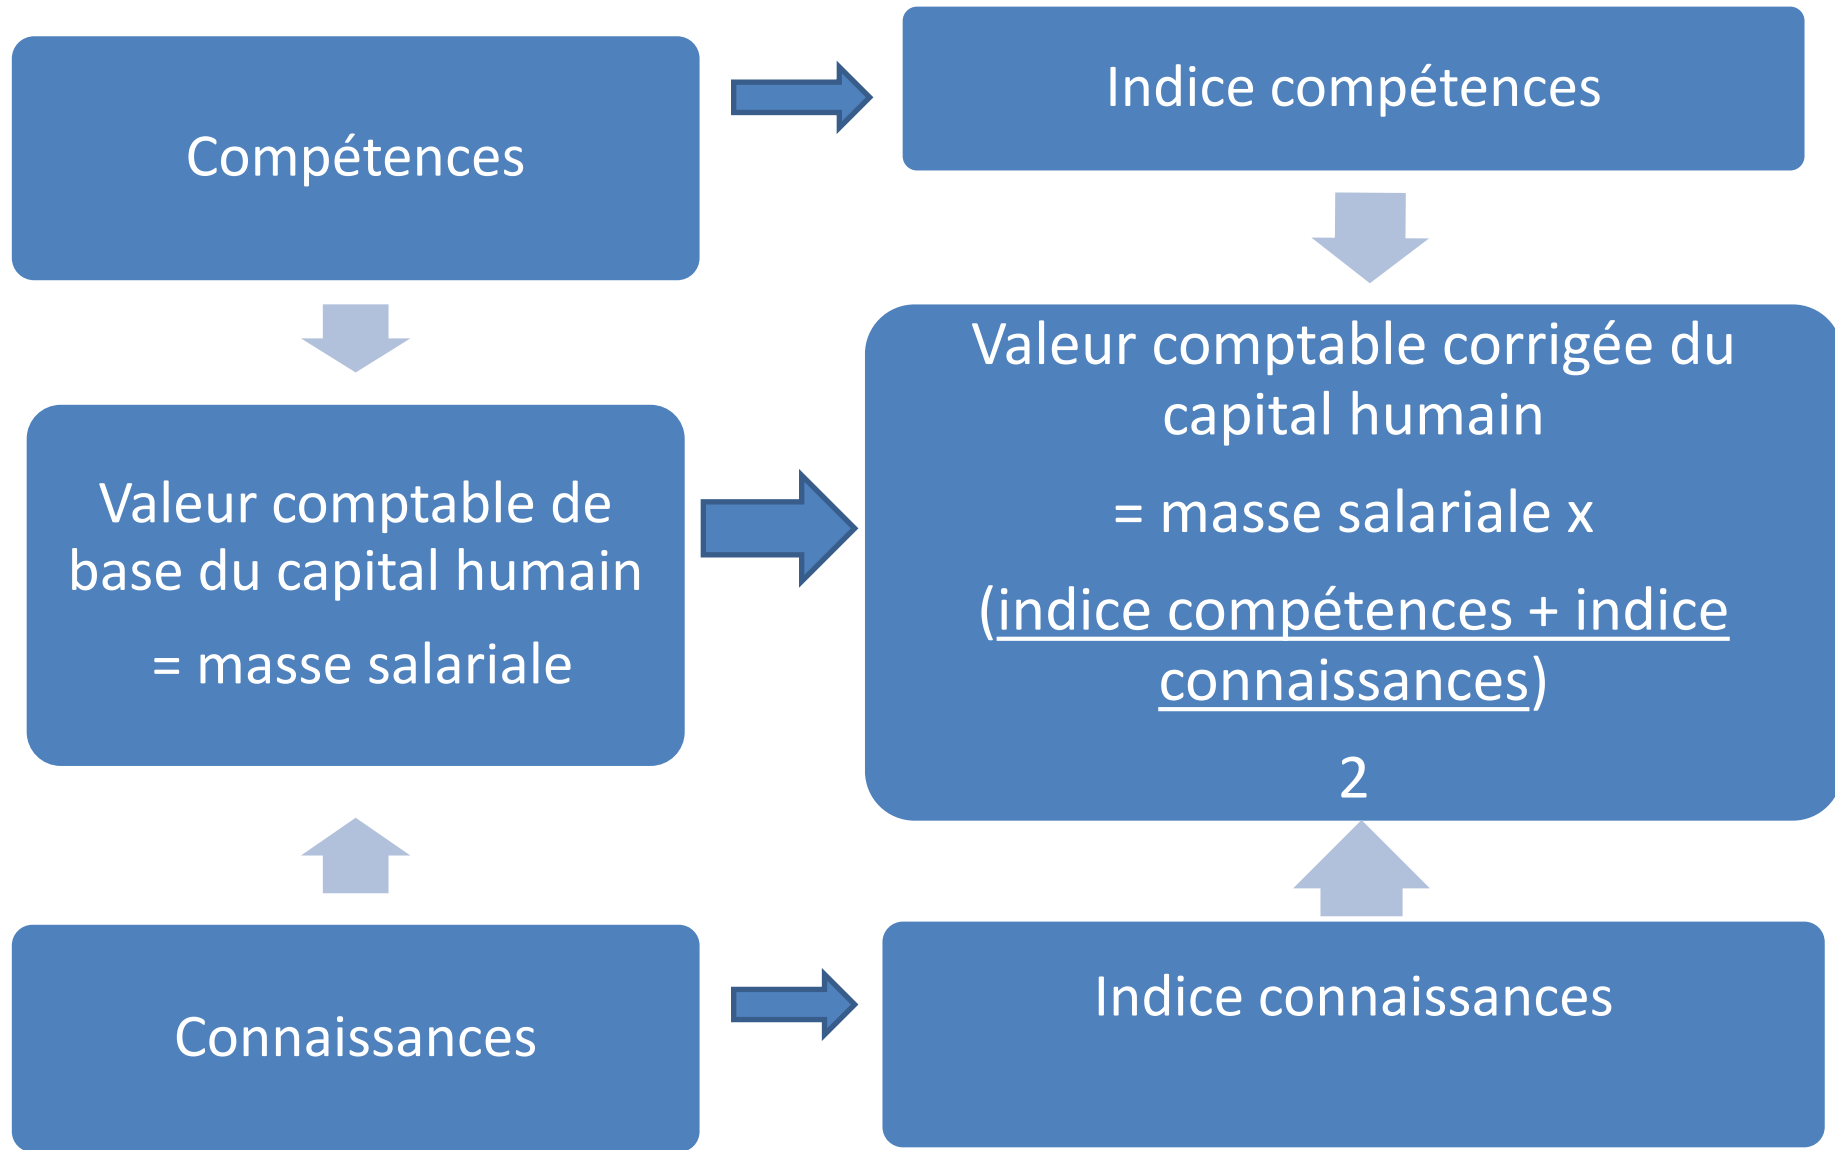 Compétences
Indice compétences
Valeur comptable de
base du capital humain
= masse salariale
Valeur comptable corrigée du
capital humain
= masse salariale x
(indice compétences + indice
connaissances)
2
Connaissances
Indice connaissances